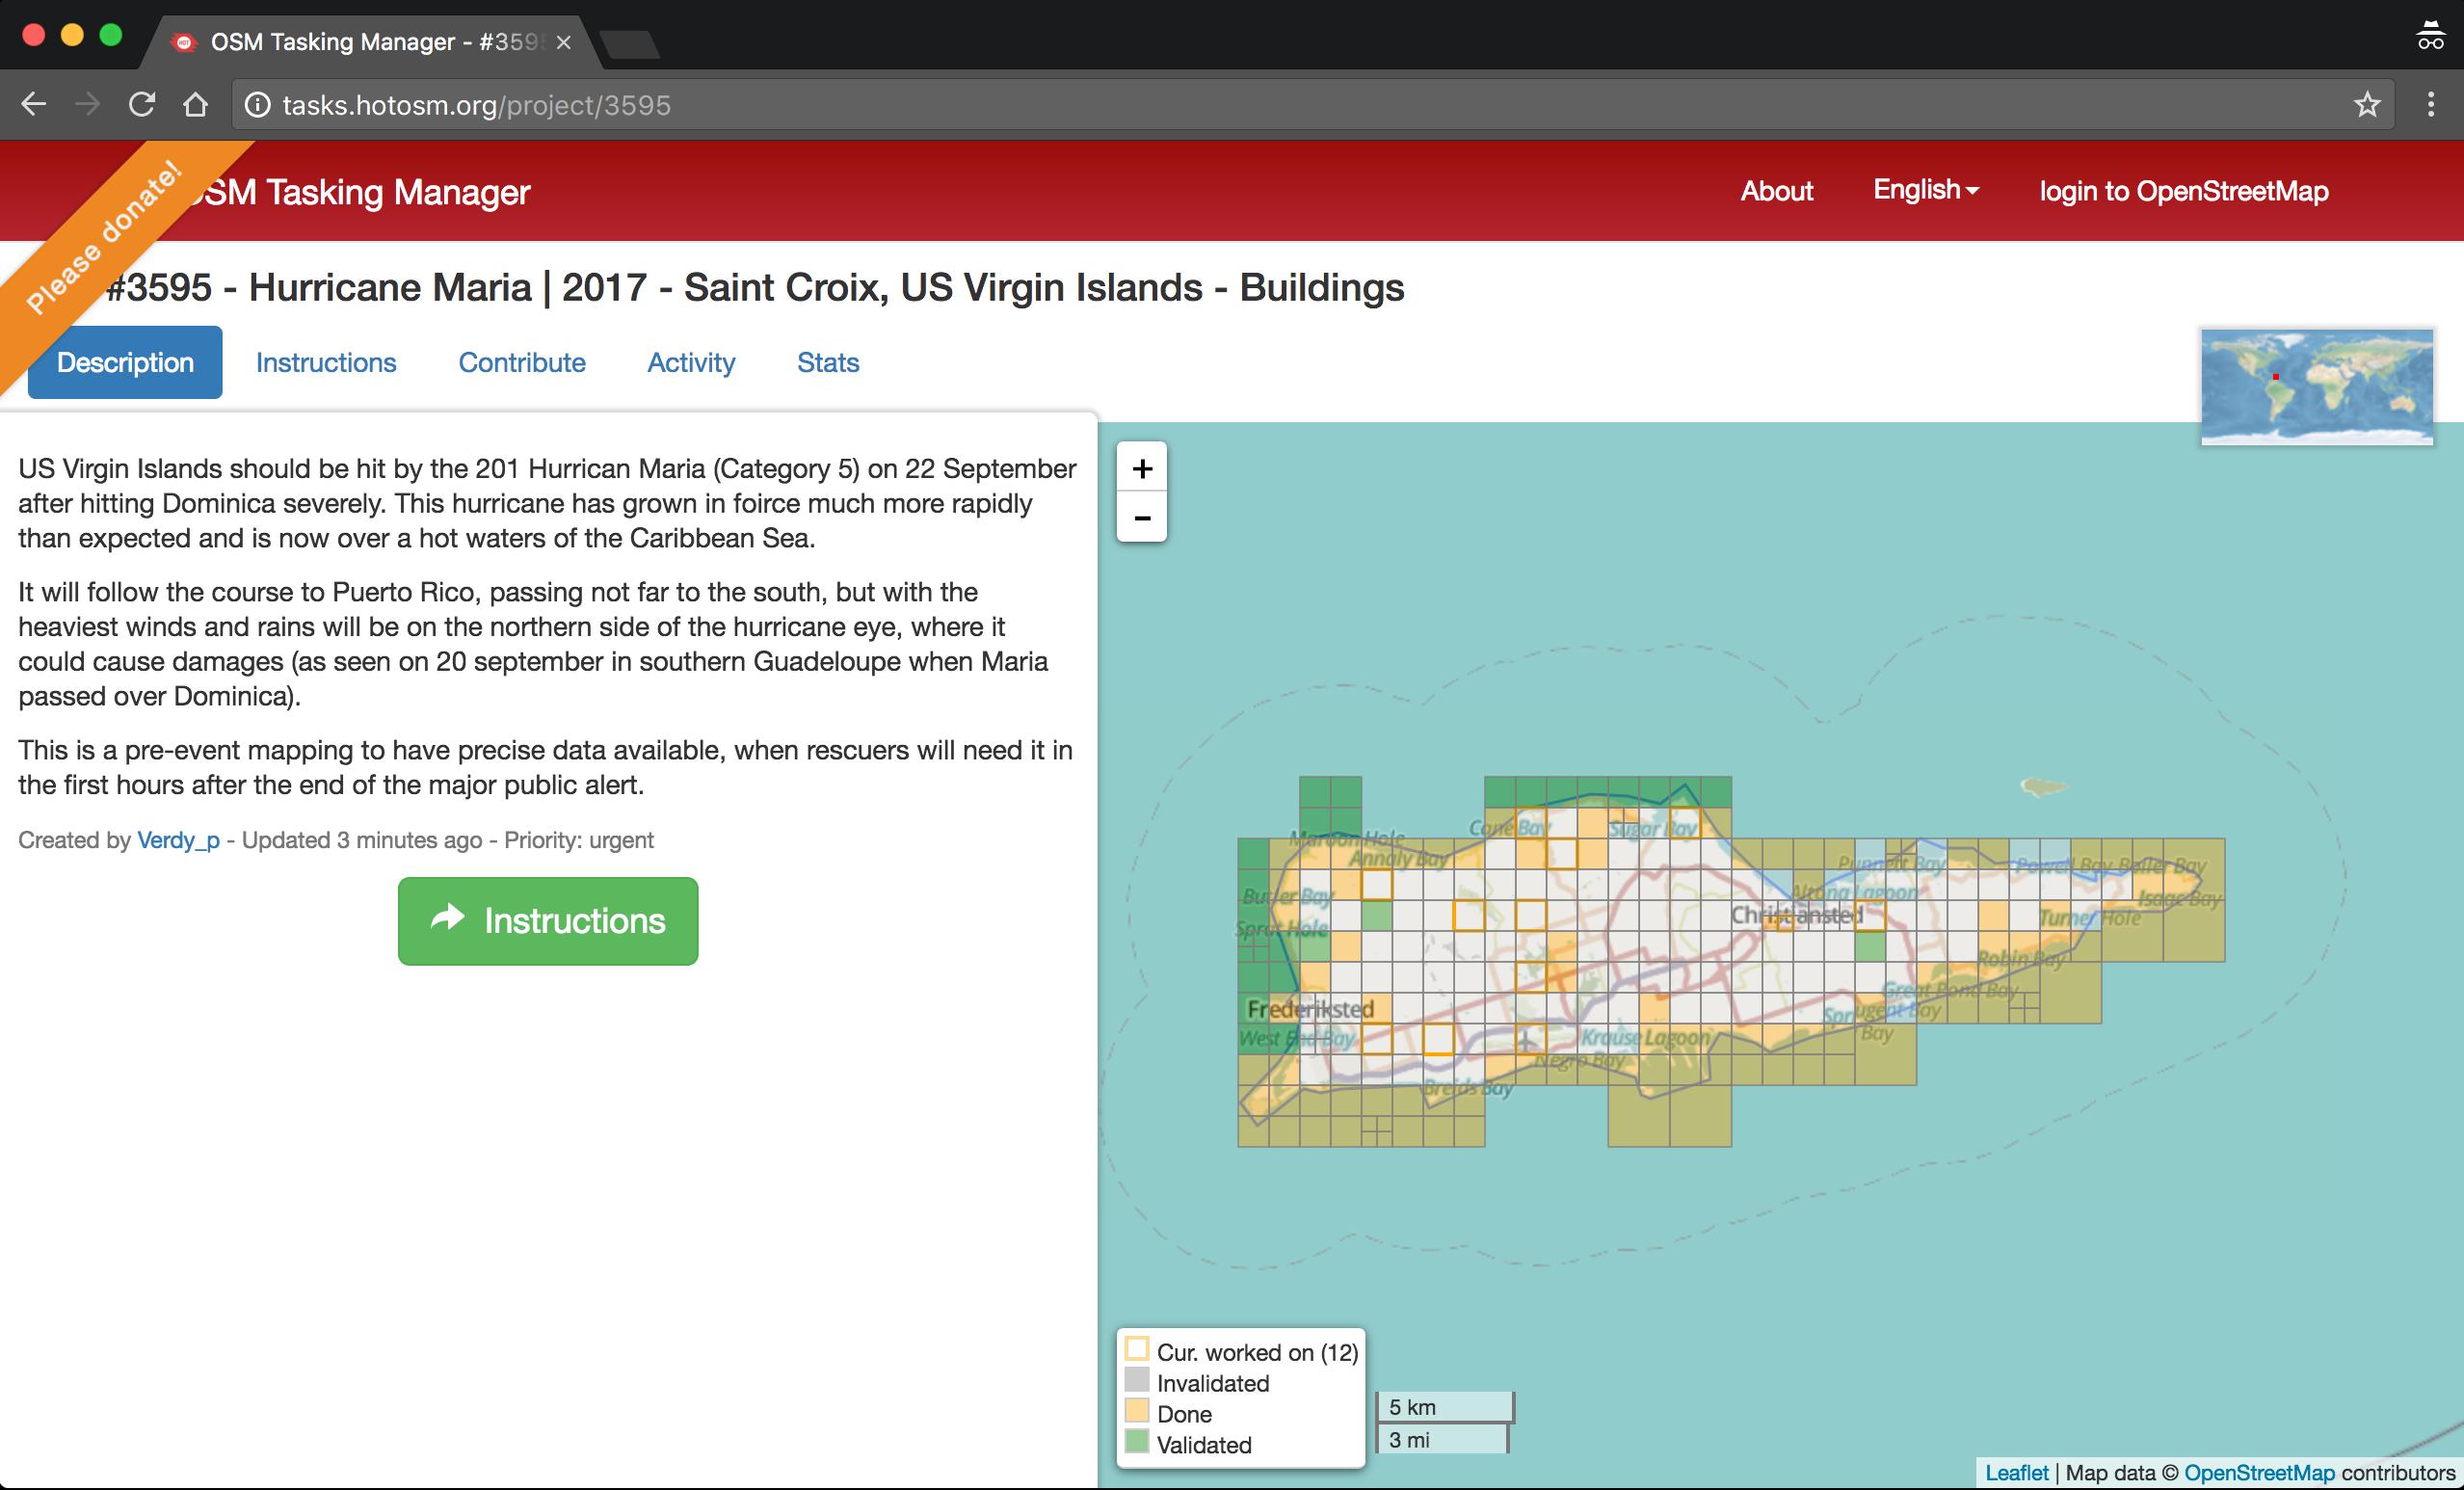 OSM Tasking Manager - #359
tasks.hotosm.org/project/3595
Please donate!
OSM Tasking Manager
About
English
login to OpenStreetMap
#3595 - Hurricane Maria | 2017 - Saint Croix, US Virgin Islands - Buildings
Description
Instructions
Contribute
Activity
Stats
US Virgin Islands should be hit by the 201 Hurrican Maria (Category 5) on 22 September
after hitting Dominica severely. This hurricane has grown in foirce much more rapidly
than expected and is now over a hot waters of the Caribbean Sea.
It will follow the course to Puerto Rico, passing not far to the south, but with the
heaviest winds and rains will be on the northern side of the hurricane eye, where it
could cause damages (as seen on 20 september in southern Guadeloupe when Maria
passed over Dominica).
This is a pre-event mapping to have precise data available, when rescuers will need it in
the first hours after the end of the major public alert.
Created by Verdy_p - Updated 3 minutes ago - Priority: urgent
Instructions
+
-
Cane Bay
Sugar Bay
Maroon Hole
Annaly Bay
Punnett Bay
Powell Bay
Boiler Bay
Butler Bay
Altona Lagoon
Isaac Bay
Christiansted
Turner Hole
Sprat Hole
Robin Bay
Great Pond Bay
Frederiksted
Spr
ugent Bay
Bay
West End Bay
Krause Lagoon
Negro Bay
Breids Bay
Cur. worked on (12)
Invalidated
Done
Validated
5 km
3 mi
Leaflet | Map data © OpenStreetMap contributors